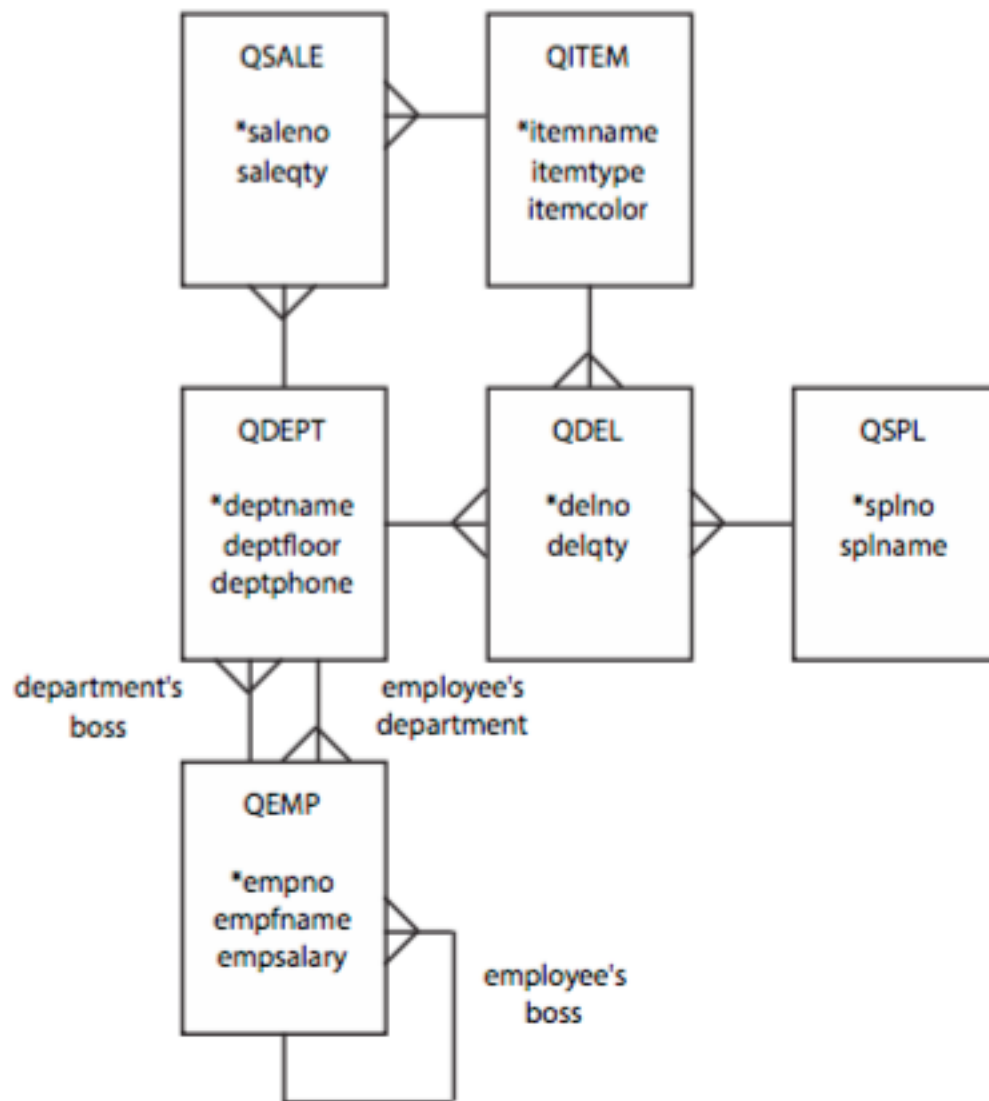 QSALE
*saleno
saleqty
QITEM
*itemname
itemtype
itemcolor
QDEPT
*deptname
deptfloor
deptphone
QDEL
*delno
delqty
QSPL
*splno
splname
department's
boss
employee's
department
QEMP
*empno
empfname
empsalary
employee's
boss